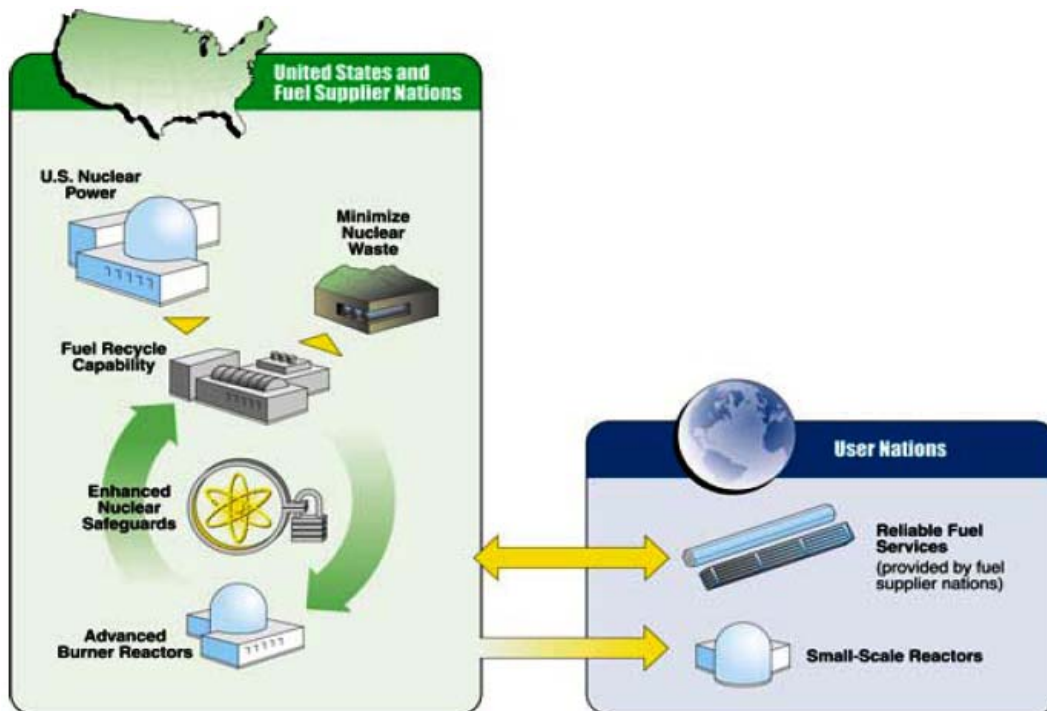 United States and
Fuel Supplier Nations
U.S. Nuclear
Power
Minimize
Nuclear
Waste
Fuel Recycle
Capability
Enhanced
Nuclear
Safeguards
Advanced
Burner Reactors
User Nations
Reliable Fuel
Services
(provided by fuel
supplier nations)
Small-Scale Reactors